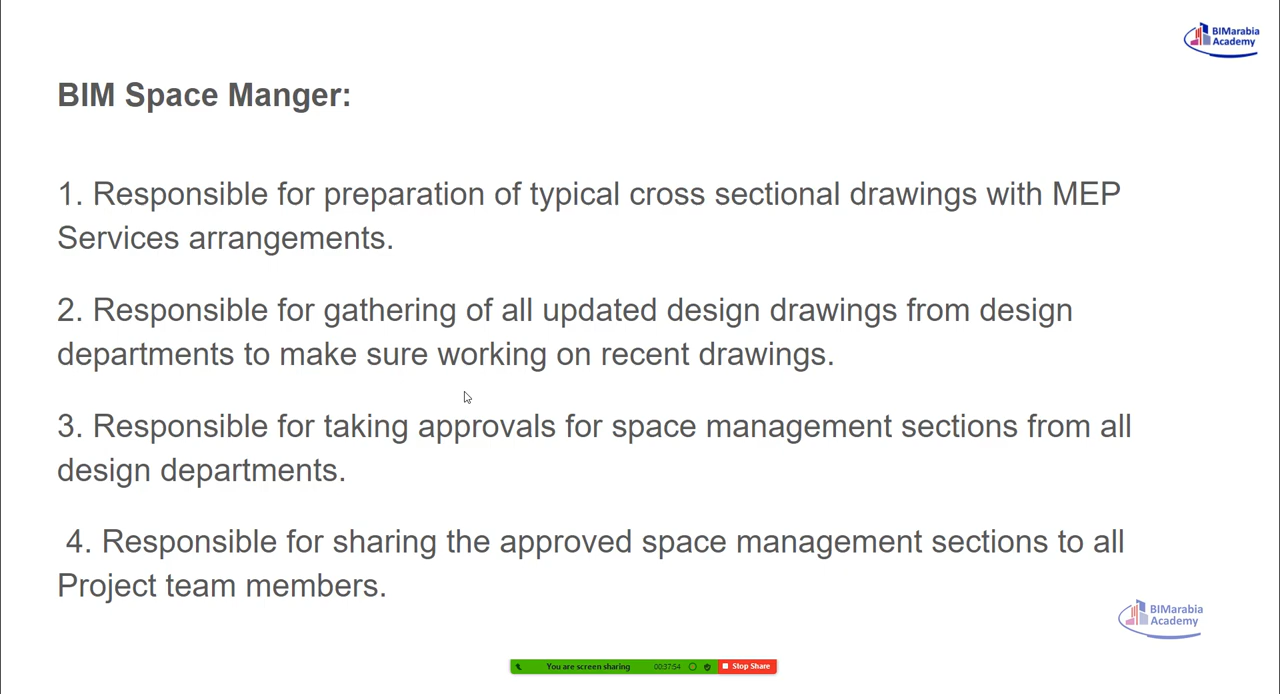 BIMarabia
Academy
BIM Space Manger:
1. Responsible for preparation of typical cross sectional drawings with MEP
Services arrangements.
2. Responsible for gathering of all updated design drawings from design
departments to make sure working on recent drawings.
3. Responsible for taking approvals for space management sections from all
design departments.
4. Responsible for sharing the approved space management sections to all
Project team members.
BIMarabia
Academy
You are screen sharing 00:37:54 Stop Share